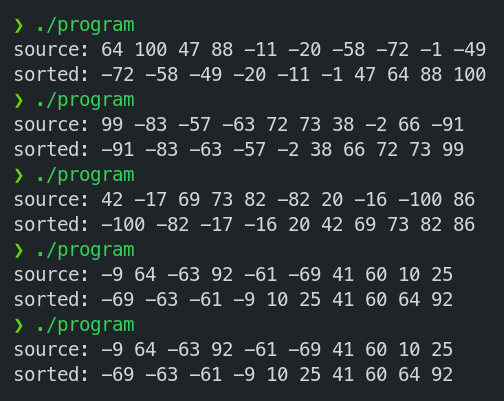 ❯ ./program
source: 64 100 47 88 -11 -20 -58 -72 -1 -49
sorted: -72 -58 -49 -20 -11 -1 47 64 88 100
❯ ./program
source: 99 -83 -57 -63 72 73 38 -2 66 -91
sorted: -91 -83 -63 -57 -2 38 66 72 73 99
❯ ./program
source: 42 -17 69 73 82 -82 20 -16 -100 86
sorted: -100 -82 -17 -16 20 42 69 73 82 86
❯ ./program
source: -9 64 -63 92 -61 -69 41 60 10 25
sorted: -69 -63 -61 -9 10 25 41 60 64 92
❯ ./program
source: -9 64 -63 92 -61 -69 41 60 10 25
sorted: -69 -63 -61 -9 10 25 41 60 64 92